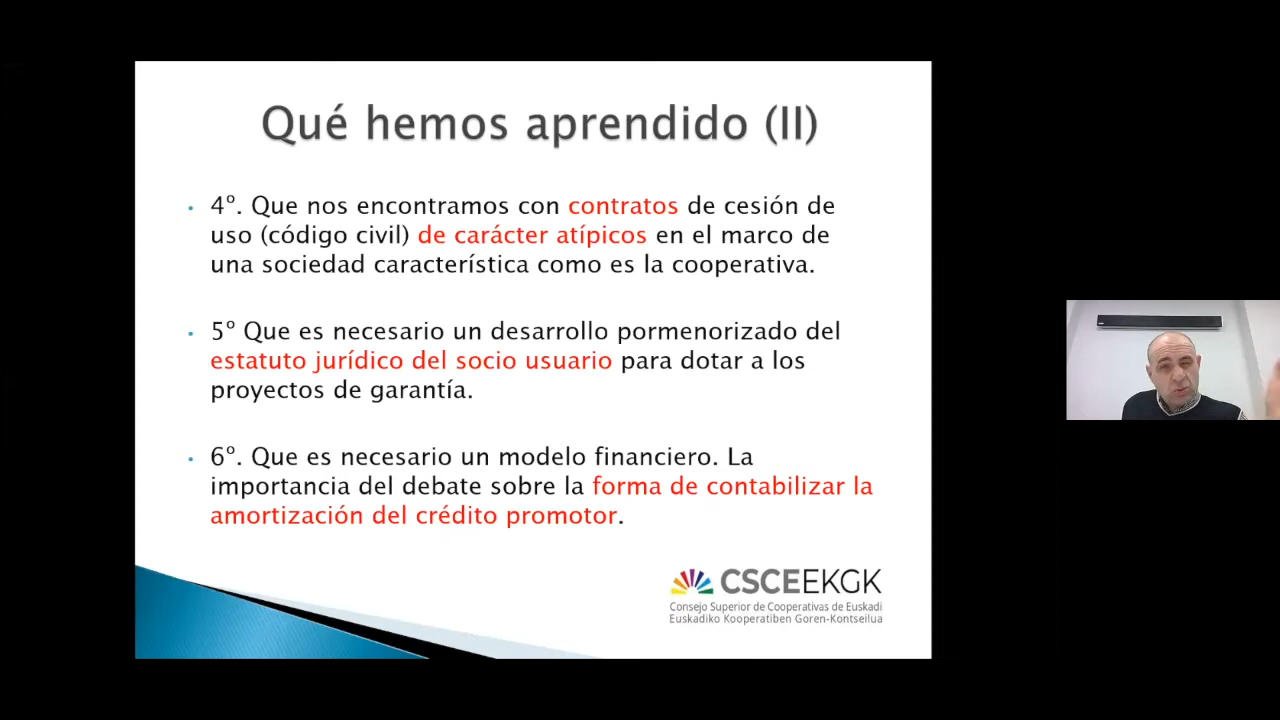 Qué hemos aprendido (II)
• 4º. Que nos encontramos con contratos de cesión de
uso (código civil) de carácter atípicos en el marco de
una sociedad característica como es la cooperativa.
• 5º Que es necesario un desarrollo pormenorizado del
estatuto jurídico del socio usuario para dotar a los
proyectos de garantía.
• 6º. Que es necesario un modelo financiero. La
importancia del debate sobre la forma de contabilizar la
amortización del crédito promotor.
CSCEEKGK
Consejo Superior de Cooperativas de Euskadi
Euskadiko Kooperatiben Goren-Kontseilua